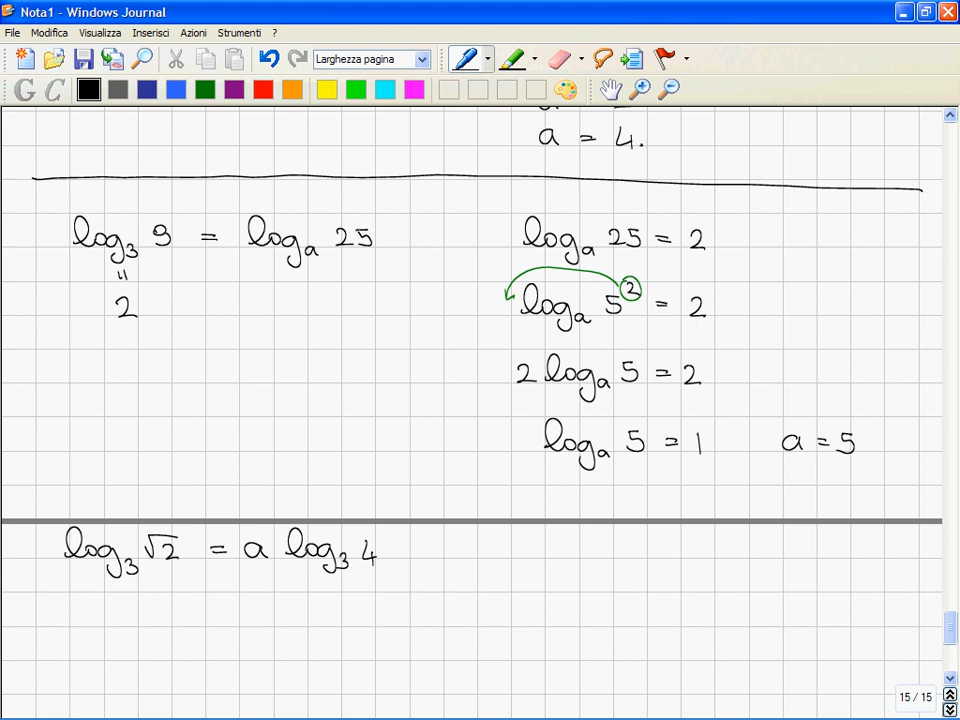 Nota1 - Windows Journal
File Modifica Visualizza Inserisci Azioni Strumenti ?
Larghezza pagina
G C
a = 4.
log₃ 9 = logₐ 25
"
2
logₐ 25 = 2
logₐ 5² = 2
2 logₐ 5 = 2
logₐ 5 = 1 a = 5
log₃ √2 = a log₃ 4
15 / 15